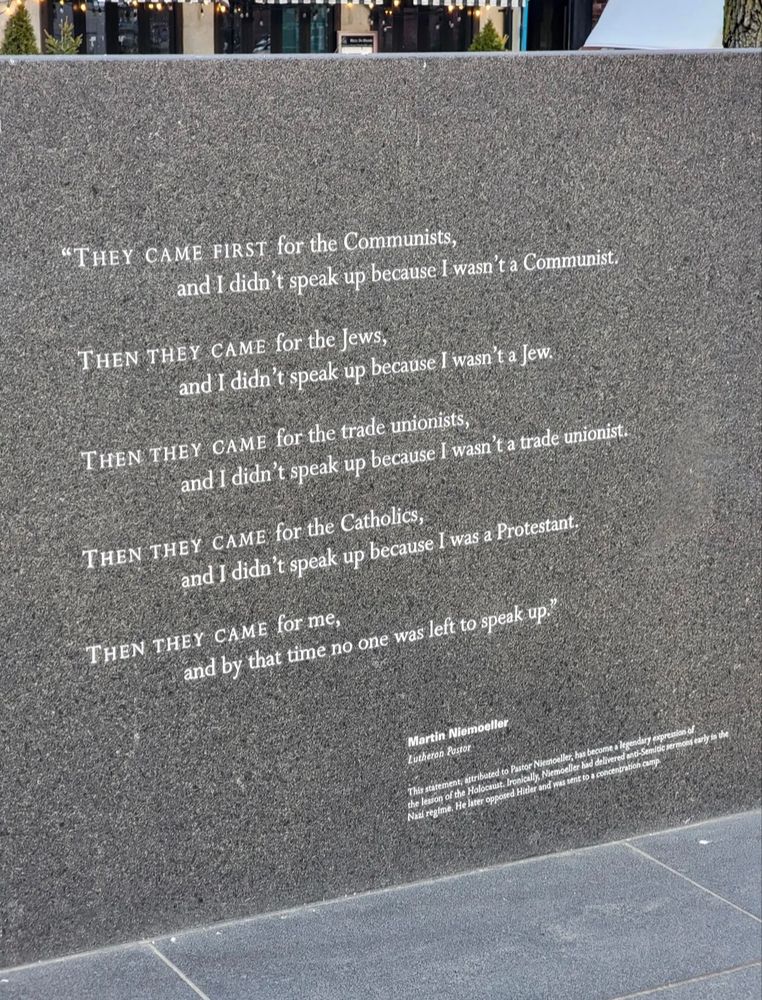 “THEY CAME FIRST for the Communists,
and I didn’t speak up because I wasn’t a Communist.
THEN THEY CAME for the Jews,
and I didn’t speak up because I wasn’t a Jew.
THEN THEY CAME for the trade unionists,
and I didn’t speak up because I wasn’t a trade unionist.
THEN THEY CAME for the Catholics,
and I didn’t speak up because I was a Protestant.
THEN THEY CAME for me,
and by that time no one was left to speak up.”
Martin Niemoeller
Lutheran Pastor
This statement, attributed to Pastor Niemoeller, has become a legendary expression of
the lesson of the Holocaust. Ironically, Niemoeller had delivered anti-Semitic sermons early in the
Nazi regime. He later opposed Hitler and was sent to a concentration camp.